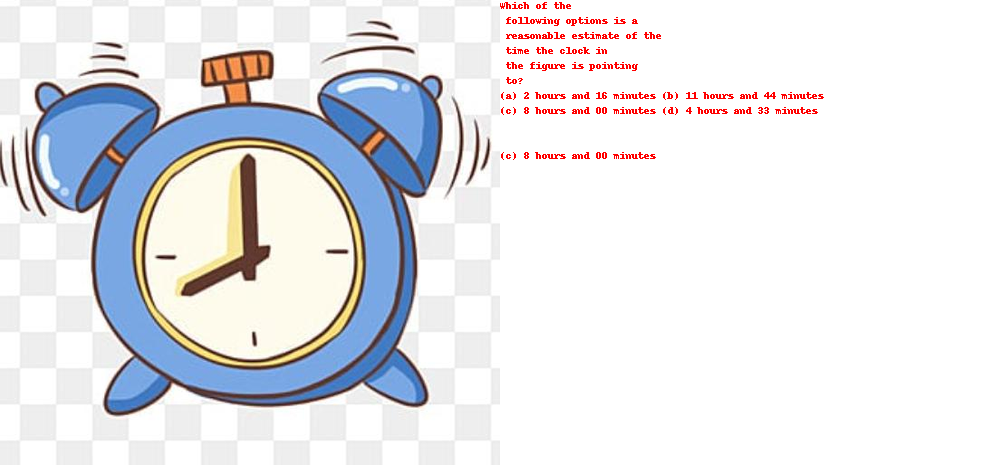 Which of the
following options is a
reasonable estimate of the
time the clock in
the figure is pointing
to?
(a) 2 hours and 16 minutes (b) 11 hours and 44 minutes
(c) 8 hours and 00 minutes (d) 4 hours and 33 minutes
(c) 8 hours and 00 minutes